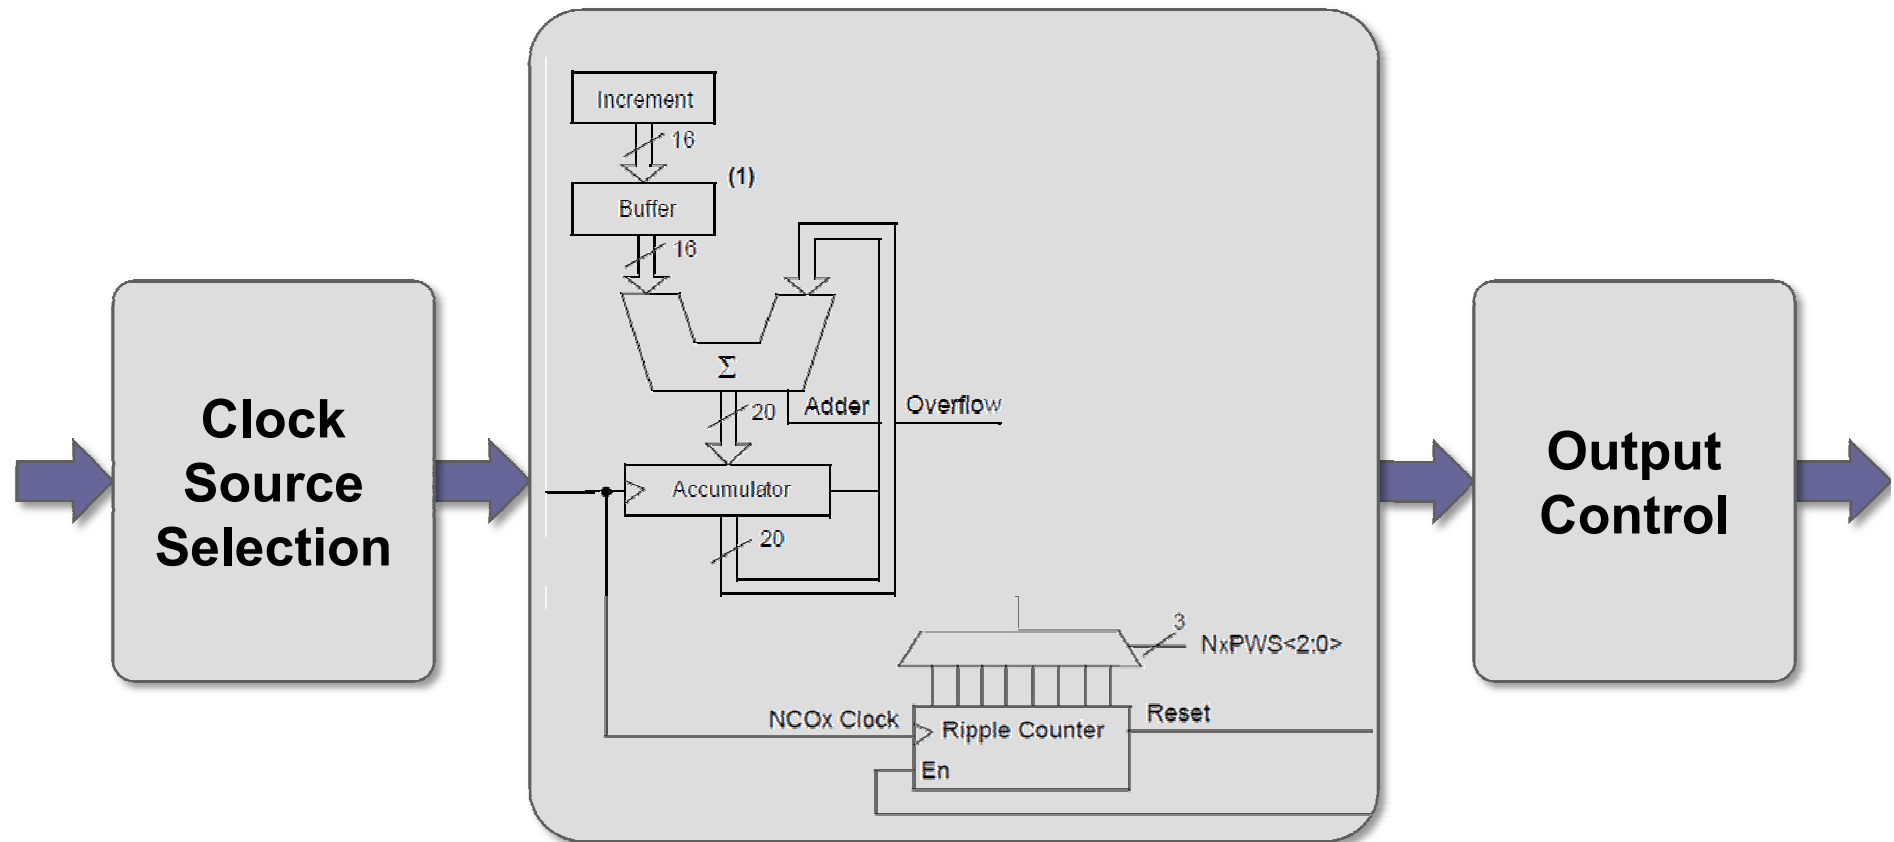 Clock
Source
Selection
Increment
16
(1)
Buffer
16
Σ
20
Adder Overflow
Accumulator
20
3
NxPWS<2:0>
NCOx Clock
Ripple Counter
Reset
En
Output
Control